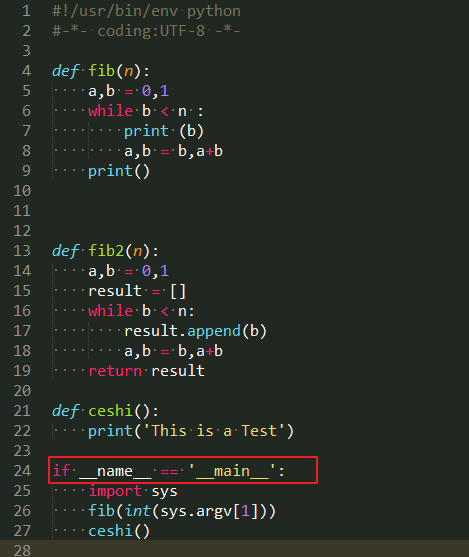 1 #!/usr/bin/env python
2 #-*- coding:UTF-8 -*-
3
4 def fib(n):
5     a,b = 0,1
6     while b < n :
7         print (b)
8         a,b = b,a+b
9     print()
10
11
12
13 def fib2(n):
14     a,b = 0,1
15     result = []
16     while b < n:
17         result.append(b)
18         a,b = b,a+b
19     return result
20
21 def ceshi():
22     print('This is a Test')
23
24 if __name__ == '__main__':
25     import sys
26     fib(int(sys.argv[1]))
27     ceshi()
28